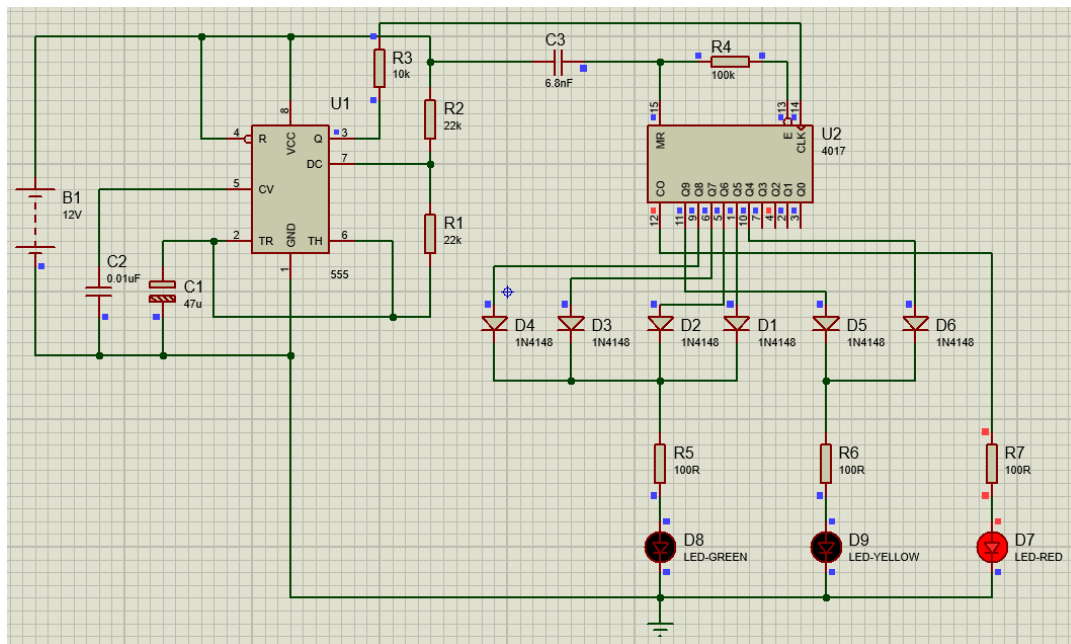 C3
6.8nF
R4
100k
R3
10k
U1
R2
22k
15
13
14
MR
E
CLK
U2
4017
8
4
R
VCC
Q
3
DC
7
5
CV
CO
Q9
Q8
Q7
Q6
Q5
Q4
Q3
Q2
Q1
Q0
12
11
9
6
5
1
10
7
4
2
3
B1
12V
R1
22k
2
TR
GND
TH
6
1
555
C2
0.01uF
C1
47u
D4
1N4148
D3
1N4148
D2
1N4148
D1
1N4148
D5
1N4148
D6
1N4148
R5
100R
R6
100R
R7
100R
D8
LED-GREEN
D9
LED-YELLOW
D7
LED-RED